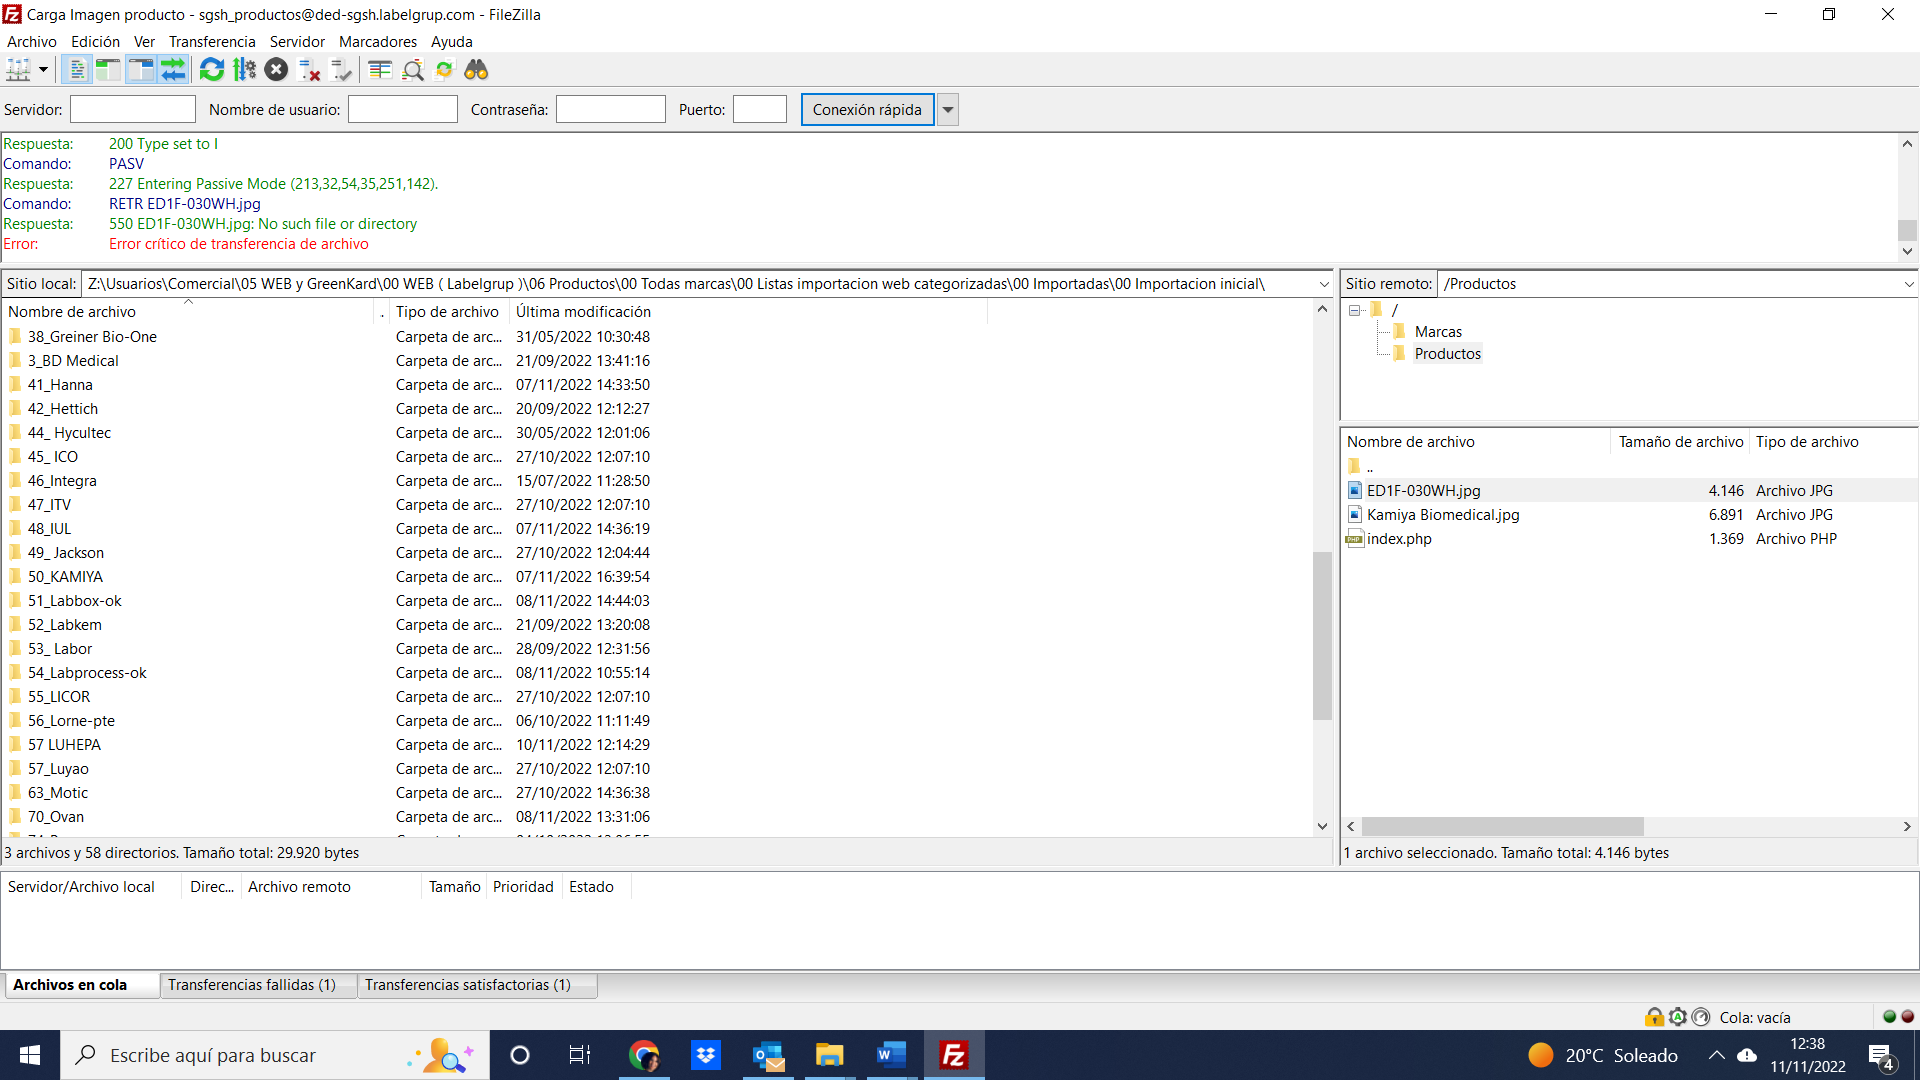 Carga Imagen producto - sgsh_productos@ded-sgsh.labelgrup.com - FileZilla
Archivo Edición Ver Transferencia Servidor Marcadores Ayuda
Servidor: Nombre de usuario: Contraseña: Puerto: Conexión rápida
Respuesta: 200 Type set to I
Comando: PASV
Respuesta: 227 Entering Passive Mode (213,32,54,35,251,142).
Comando: RETR ED1F-030WH.jpg
Respuesta: 550 ED1F-030WH.jpg: No such file or directory
Error: Error crítico de transferencia de archivo
Sitio local: Z:\Usuarios\Comercial\05 WEB y GreenKard\00 WEB ( Labelgrup )\06 Productos\00 Todas marcas\00 Listas importacion web categorizadas\00 Importadas\00 Importacion inicial\
Nombre de archivo . Tipo de archivo Última modificación
38_Greiner Bio-One Carpeta de arc... 31/05/2022 10:30:48
3_BD Medical Carpeta de arc... 21/09/2022 13:41:16
41_Hanna Carpeta de arc... 07/11/2022 14:33:50
42_Hettich Carpeta de arc... 20/09/2022 12:12:27
44_ Hycultec Carpeta de arc... 30/05/2022 12:01:06
45_ ICO Carpeta de arc... 27/10/2022 12:07:10
46_Integra Carpeta de arc... 15/07/2022 11:28:50
47_ITV Carpeta de arc... 27/10/2022 12:07:10
48_IUL Carpeta de arc... 07/11/2022 14:36:19
49_ Jackson Carpeta de arc... 27/10/2022 12:04:44
50_KAMIYA Carpeta de arc... 07/11/2022 16:39:54
51_Labbox-ok Carpeta de arc... 08/11/2022 14:44:03
52_Labkem Carpeta de arc... 21/09/2022 13:20:08
53_ Labor Carpeta de arc... 28/09/2022 12:31:56
54_Labprocess-ok Carpeta de arc... 08/11/2022 10:55:14
55_LICOR Carpeta de arc... 27/10/2022 12:07:10
56_Lorne-pte Carpeta de arc... 06/10/2022 11:11:49
57 LUHEPA Carpeta de arc... 10/11/2022 12:14:29
57_Luyao Carpeta de arc... 27/10/2022 12:07:10
63_Motic Carpeta de arc... 27/10/2022 14:36:38
70_Ovan Carpeta de arc... 08/11/2022 13:31:06
3 archivos y 58 directorios. Tamaño total: 29.920 bytes
Sitio remoto: /Productos
/
Marcas
Productos
Nombre de archivo Tamaño de archivo Tipo de archivo
..
ED1F-030WH.jpg 4.146 Archivo JPG
Kamiya Biomedical.jpg 6.891 Archivo JPG
index.php 1.369 Archivo PHP
1 archivo seleccionado. Tamaño total: 4.146 bytes
Servidor/Archivo local Direc... Archivo remoto Tamaño Prioridad Estado
Archivos en cola Transferencias fallidas (1) Transferencias satisfactorias (1)
Cola: vacía
Escribe aquí para buscar
20°C Soleado
12:38
11/11/2022
4